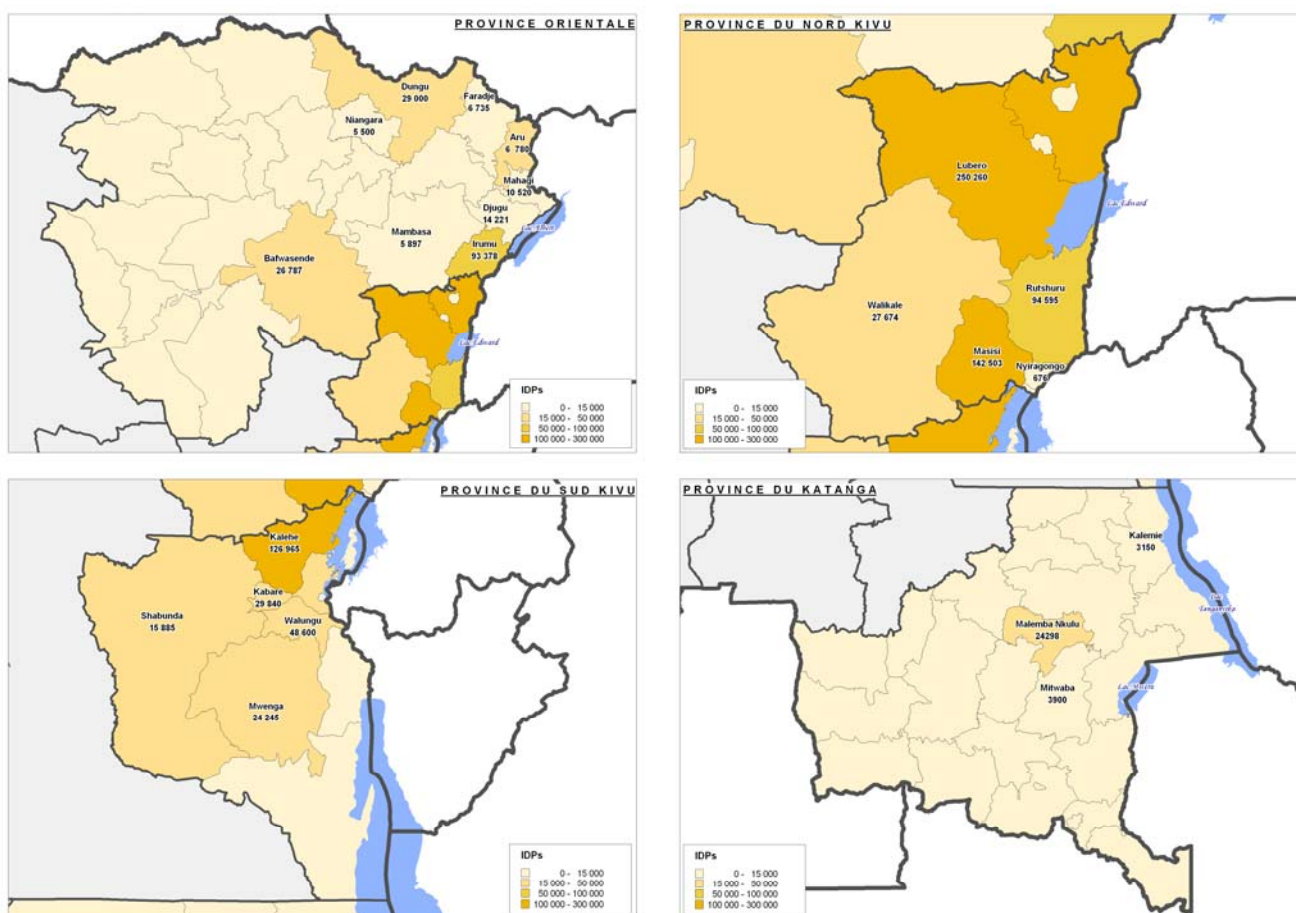 PROVINCE ORIENTALE
Dungu
29 000
Faradje
6 735
Niangara
5 500
Aru
6 780
Mahagi
10 520
Djugu
14 221
Lac Albert
Mambasa
5 897
Irumu
93 378
Bafwasende
26 787
Lac Edward
IDPs
0 - 15 000
15 000 - 50 000
50 000 - 100 000
100 000 - 300 000
PROVINCE DU NORD KIVU
Lubero
250 260
Lac Edward
Rutshuru
94 595
Walikale
27 674
Masisi
142 503
Nyiragongo
676
IDPs
0 - 15 000
15 000 - 50 000
50 000 - 100 000
100 000 - 300 000
PROVINCE DU SUD KIVU
Kalehe
126 965
Kabare
29 840
Shabunda
15 885
Walungu
48 600
Mwenga
24 245
IDPs
0 - 15 000
15 000 - 50 000
50 000 - 100 000
100 000 - 300 000
PROVINCE DU KATANGA
Kalemie
3150
Lac
Tanganyika
Malemba Nkulu
24298
Mitwaba
3900
Lac Mweru
IDPs
0 - 15 000
15 000 - 50 000
50 000 - 100 000
100 000 - 300 000